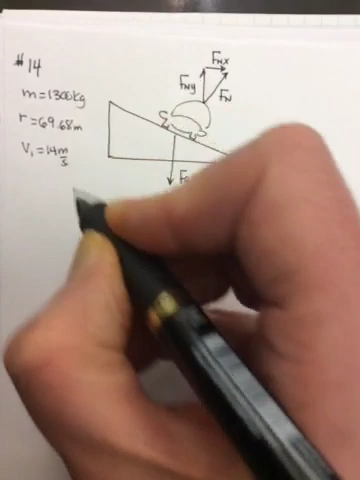 #14
m=1300kg
r=69.68m
V₁=14m/s
FNX
FNy
FN